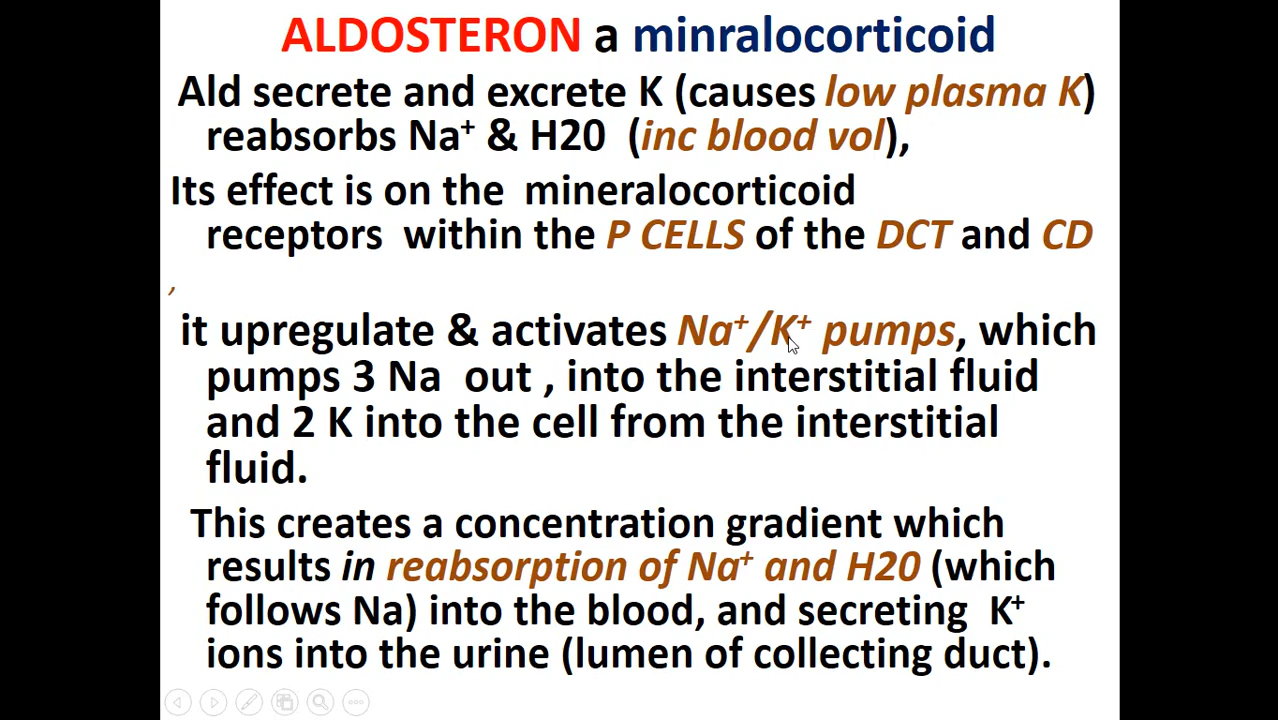 ALDOSTERON a minralocorticoid
Ald secrete and excrete K (causes low plasma K)
reabsorbs Na⁺ & H20 (inc blood vol),
Its effect is on the mineralocorticoid
receptors within the P CELLS of the DCT and CD
,
it upregulate & activates Na⁺/K⁺ pumps, which
pumps 3 Na out , into the interstitial fluid
and 2 K into the cell from the interstitial
fluid.
This creates a concentration gradient which
results in reabsorption of Na⁺ and H20 (which
follows Na) into the blood, and secreting K⁺
ions into the urine (lumen of collecting duct).